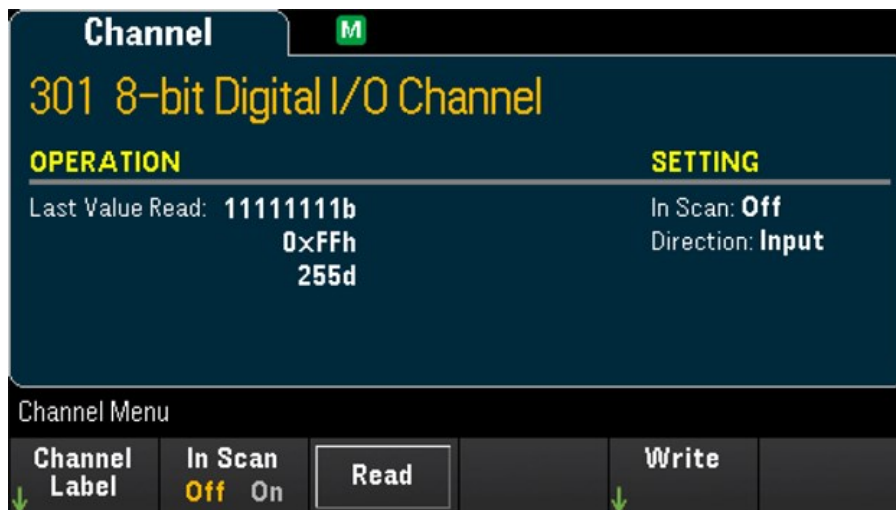 Channel M
301 8-bit Digital I/O Channel
OPERATION SETTING
Last Value Read: 11111111b In Scan: Off
0xFFh Direction: Input
255d
Channel Menu
Channel Label In Scan Off On Read Write